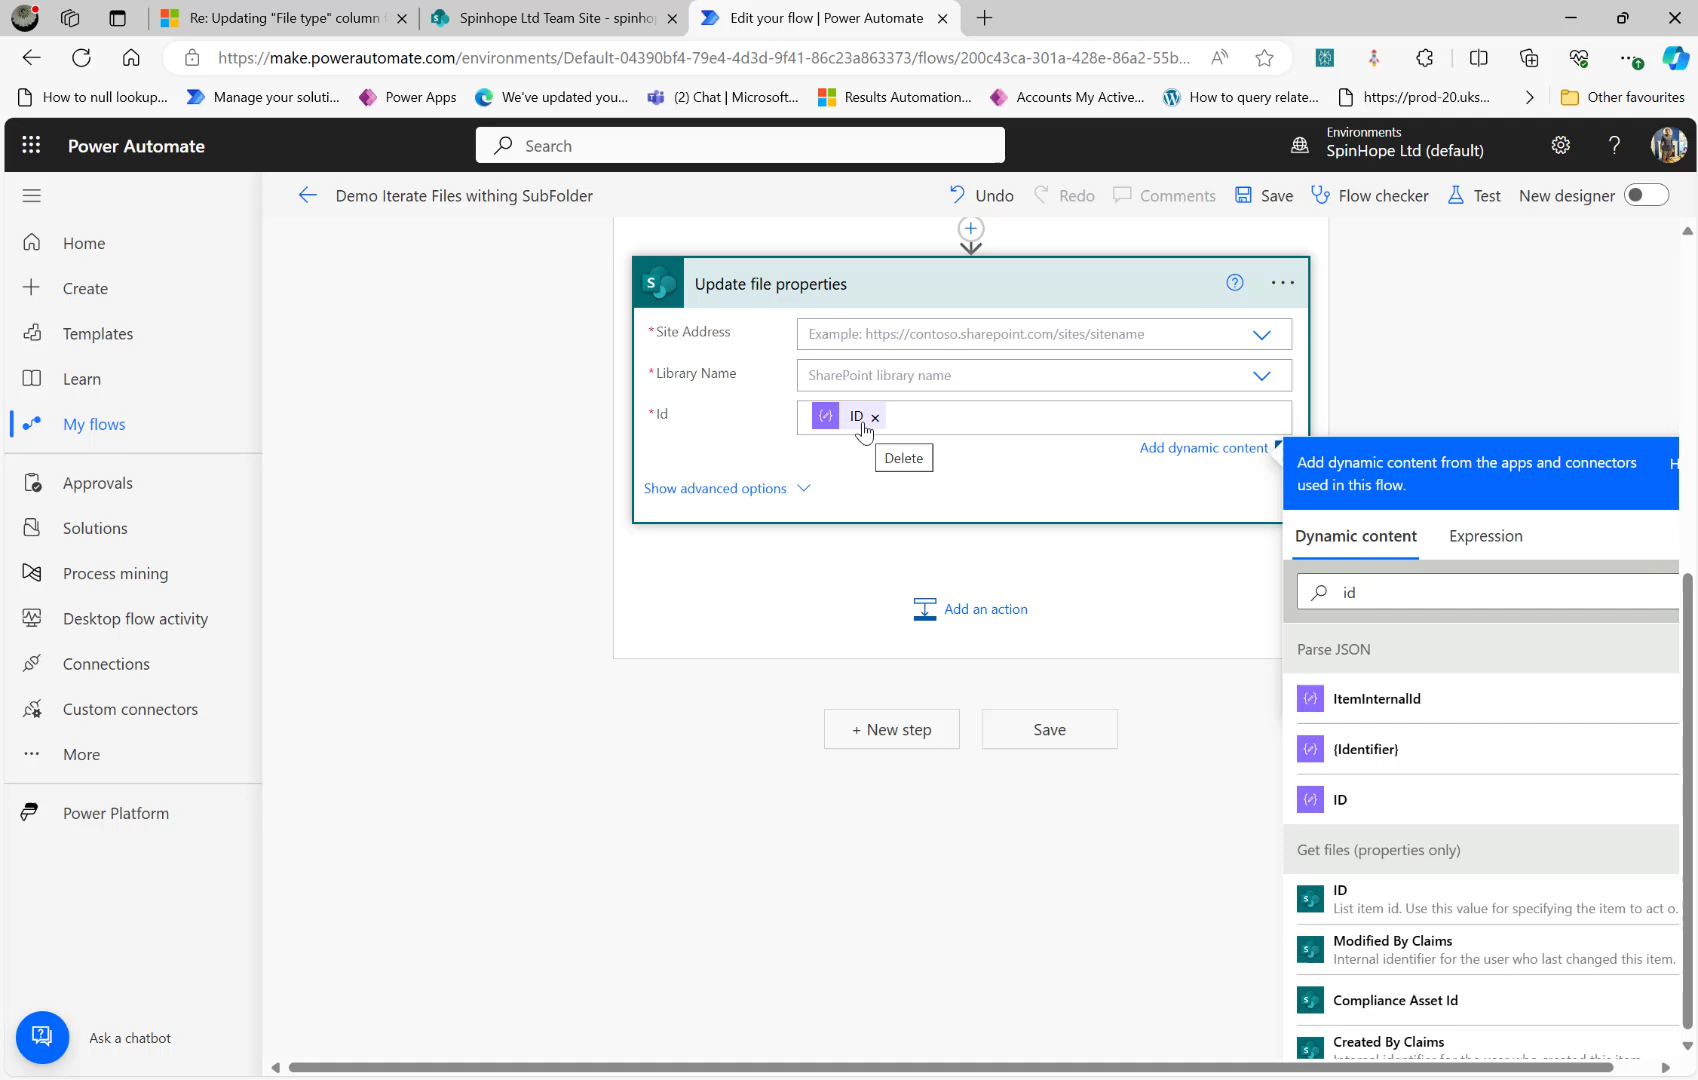 Re: Updating "File type" column
Spinhope Ltd Team Site - spinho
Edit your flow | Power Automate
https://make.powerautomate.com/environments/Default-04390bf4-79e4-4d3d-9f41-86c23a863373/flows/200c43ca-301a-428e-86a2-55b...
How to null lookup...
Manage your soluti...
Power Apps
We've updated you...
(2) Chat | Microsoft...
Results Automation...
Accounts My Active...
How to query relate...
https://prod-20.uks...
Other favourites
Power Automate
Search
Environments
SpinHope Ltd (default)
Demo Iterate Files withing SubFolder
Undo
Redo
Comments
Save
Flow checker
Test
New designer
Home
Create
Templates
Learn
My flows
Approvals
Solutions
Process mining
Desktop flow activity
Connections
Custom connectors
More
Power Platform
Ask a chatbot
Update file properties
* Site Address
Example: https://contoso.sharepoint.com/sites/sitename
* Library Name
SharePoint library name
* Id
ID
Delete
Add dynamic content
Show advanced options
Add an action
+ New step
Save
Add dynamic content from the apps and connectors
used in this flow.
H
Dynamic content
Expression
id
Parse JSON
ItemInternalId
{Identifier}
ID
Get files (properties only)
ID
List item id. Use this value for specifying the item to act o.
Modified By Claims
Internal identifier for the user who last changed this item.
Compliance Asset Id
Created By Claims
Internal identifier for the user who created this item